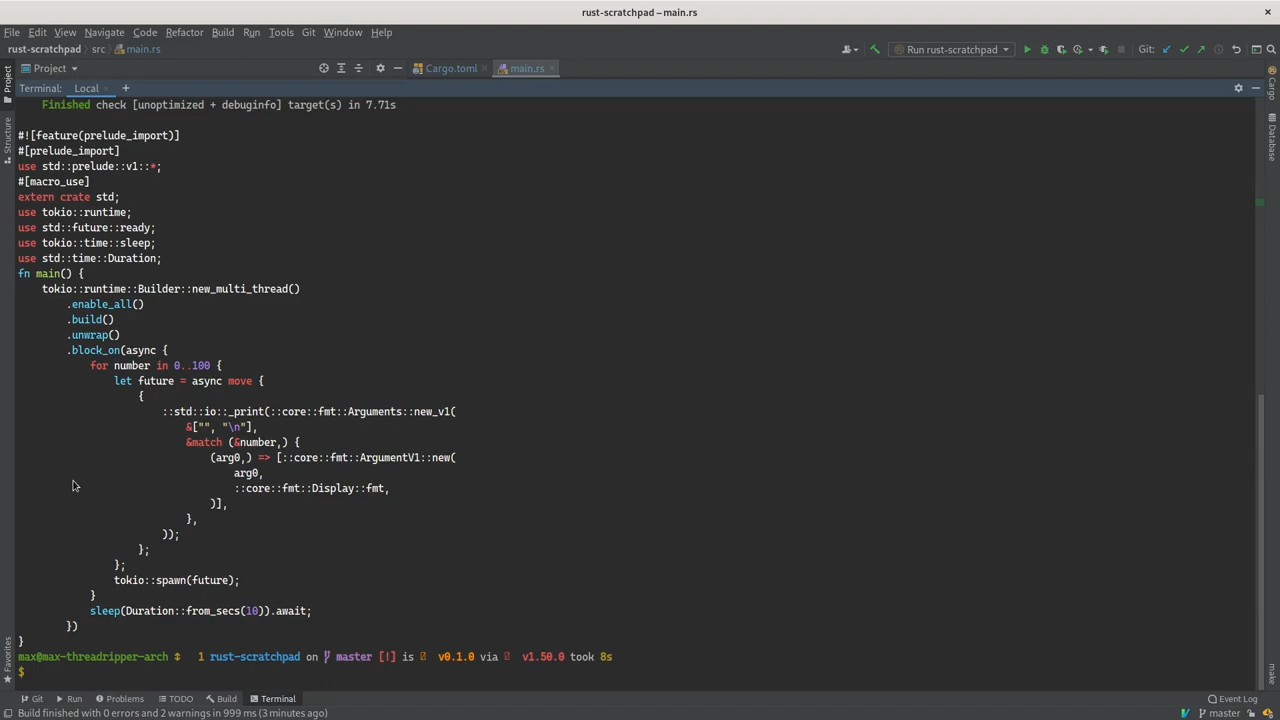 rust-scratchpad – main.rs
File Edit View Navigate Code Refactor Build Run Tools Git Window Help
rust-scratchpad › src › main.rs Run rust-scratchpad Git:
Project Cargo.toml main.rs
Terminal: Local × +
Finished check [unoptimized + debuginfo] target(s) in 7.71s
#![feature(prelude_import)]
#[prelude_import]
use std::prelude::v1::*;
#[macro_use]
extern crate std;
use tokio::runtime;
use std::future::ready;
use tokio::time::sleep;
use std::time::Duration;
fn main() {
    tokio::runtime::Builder::new_multi_thread()
        .enable_all()
        .build()
        .unwrap()
        .block_on(async {
            for number in 0..100 {
                let future = async move {
                    {
                        ::std::io::_print(::core::fmt::Arguments::new_v1(
                            &["", "\n"],
                            &match (&number,) {
                                (arg0,) => [::core::fmt::ArgumentV1::new(
                                    arg0,
                                    ::core::fmt::Display::fmt,
                                )],
                            },
                        ));
                    };
                };
                tokio::spawn(future);
            }
            sleep(Duration::from_secs(10)).await;
        })
}
max@max-threadripper-arch ↕ 1 rust-scratchpad on master [!] is v0.1.0 via v1.50.0 took 8s
$
Project
Structure
Favorites
Cargo
Database
make
Git Run Problems TODO Build Terminal Event Log
Build finished with 0 errors and 2 warnings in 999 ms (3 minutes ago) master